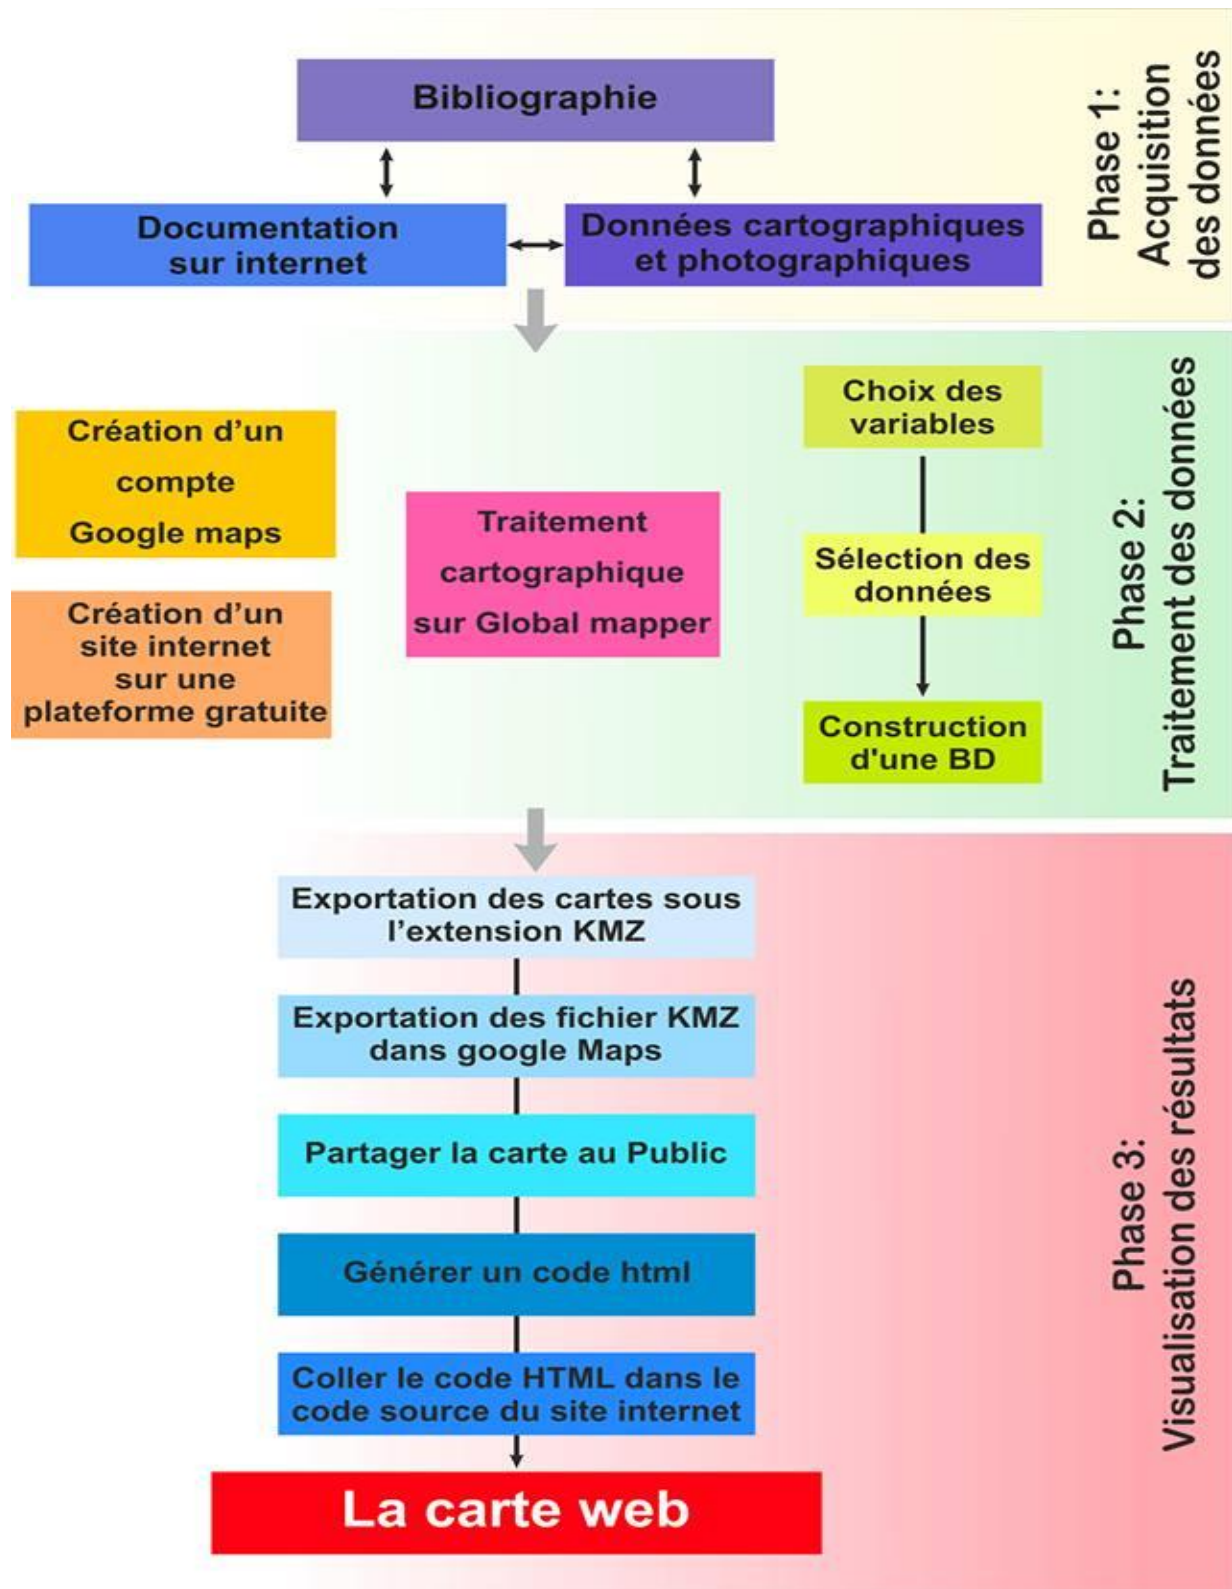 Phase 1:
Acquisition
des données
Bibliographie
Documentation
sur internet
Données cartographiques
et photographiques
Phase 2:
Traitement des données
Création d’un
compte
Google maps
Création d’un
site internet
sur une
plateforme gratuite
Traitement
cartographique
sur Global mapper
Choix des
variables
Sélection des
données
Construction
d'une BD
Phase 3:
Visualisation des résultats
Exportation des cartes sous
l’extension KMZ
Exportation des fichier KMZ
dans google Maps
Partager la carte au Public
Générer un code html
Coller le code HTML dans le
code source du site internet
La carte web